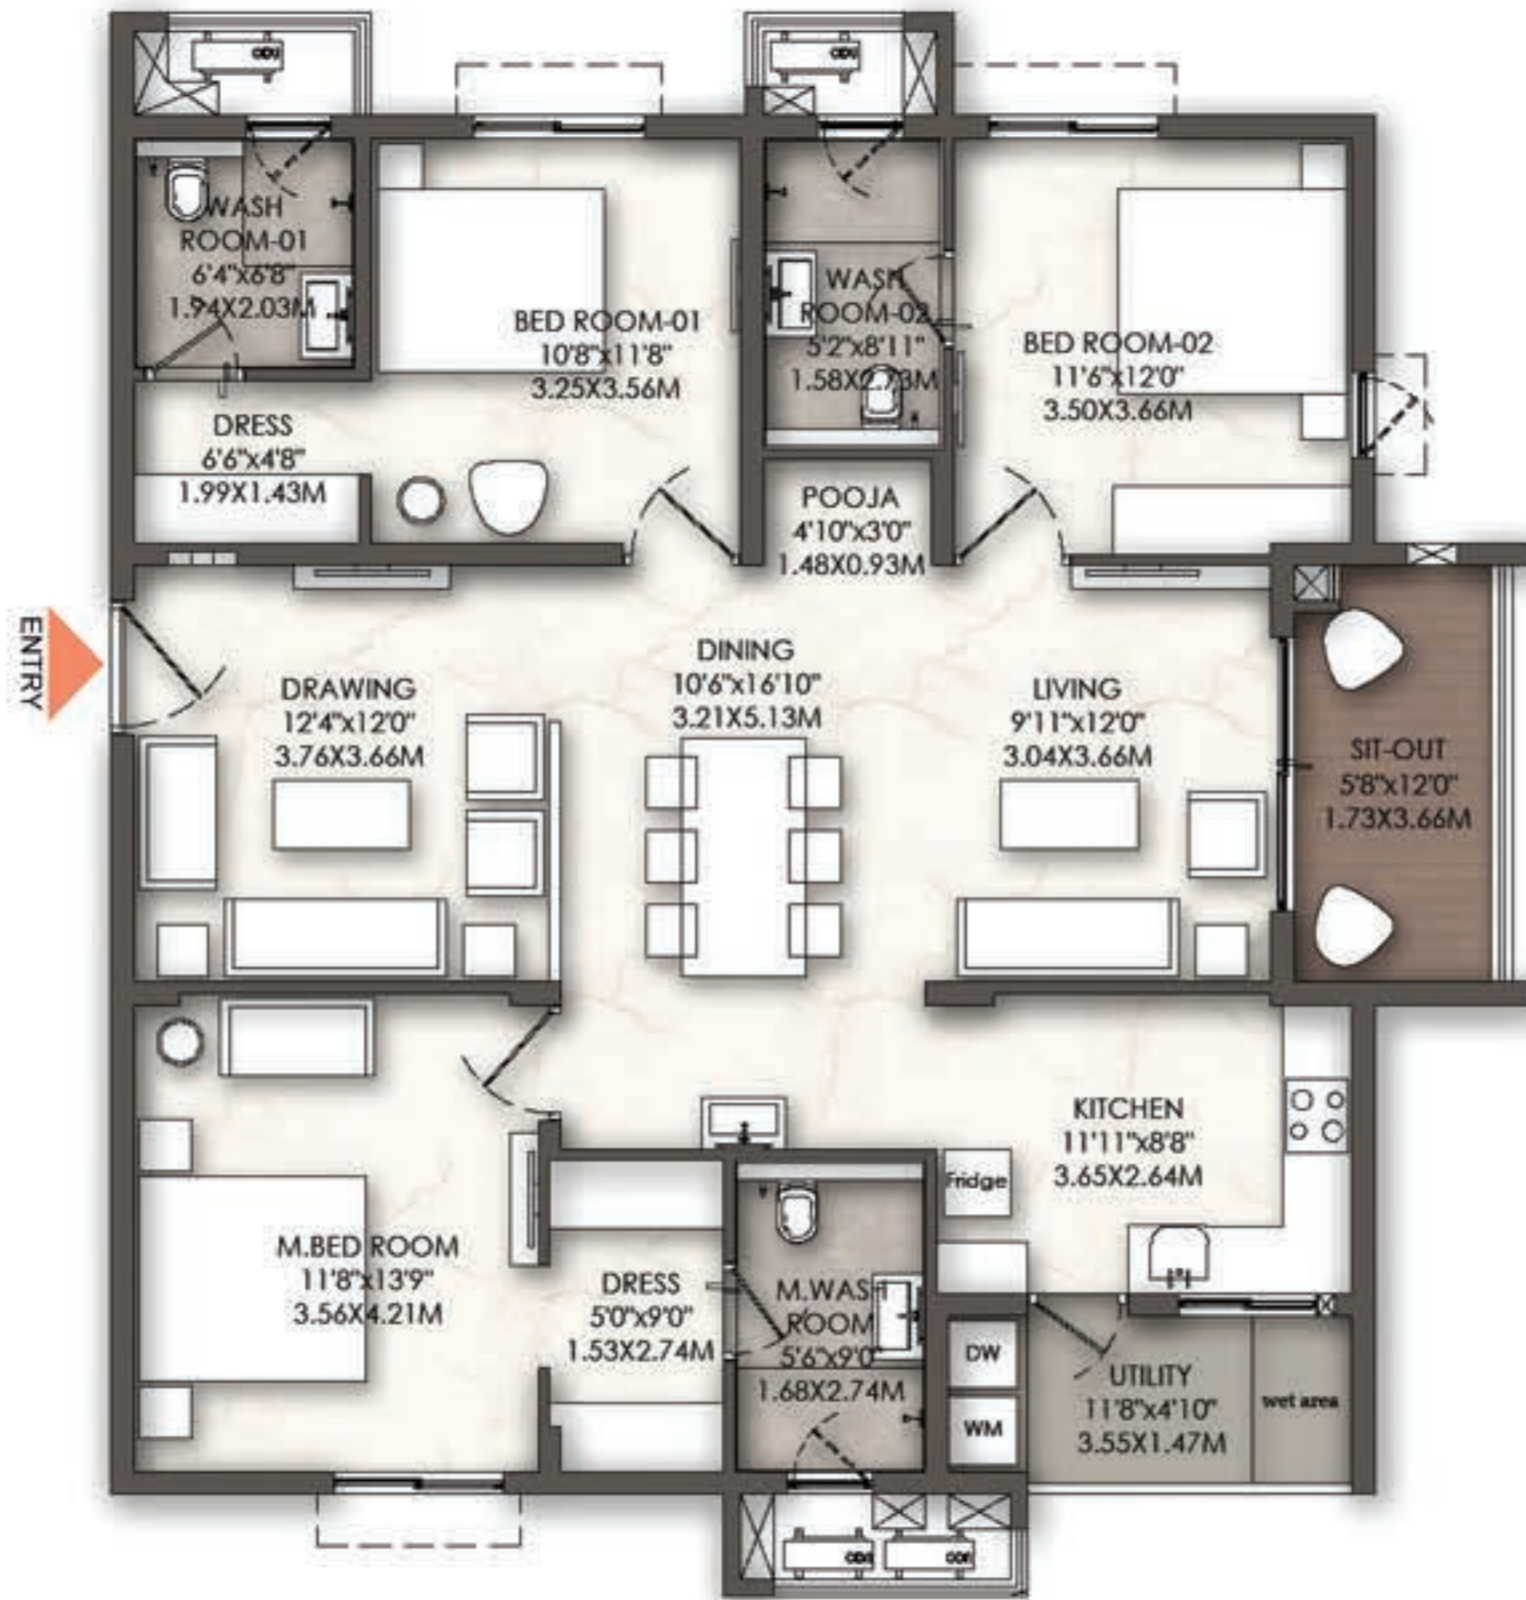 ODU
ODU
WASH
ROOM-01
6'4"x6'8"
1.94X2.03M
BED ROOM-01
10'8"x11'8"
3.25X3.56M
WASH
ROOM-02
5'2"x8'11"
1.58X2.73M
BED ROOM-02
11'6"x12'0"
3.50X3.66M
DRESS
6'6"x4'8"
1.99X1.43M
POOJA
4'10"x3'0"
1.48X0.93M
ENTRY
DRAWING
12'4"x12'0"
3.76X3.66M
DINING
10'6"x16'10"
3.21X5.13M
LIVING
9'11"x12'0"
3.04X3.66M
SIT-OUT
5'8"x12'0"
1.73X3.66M
KITCHEN
11'11"x8'8"
3.65X2.64M
Fridge
M.BED ROOM
11'8"x13'9"
3.56X4.21M
DRESS
5'0"x9'0"
1.53X2.74M
M.WASH
ROOM
5'6"x9'0"
1.68X2.74M
DW
WM
UTILITY
11'8"x4'10"
3.55X1.47M
wet area